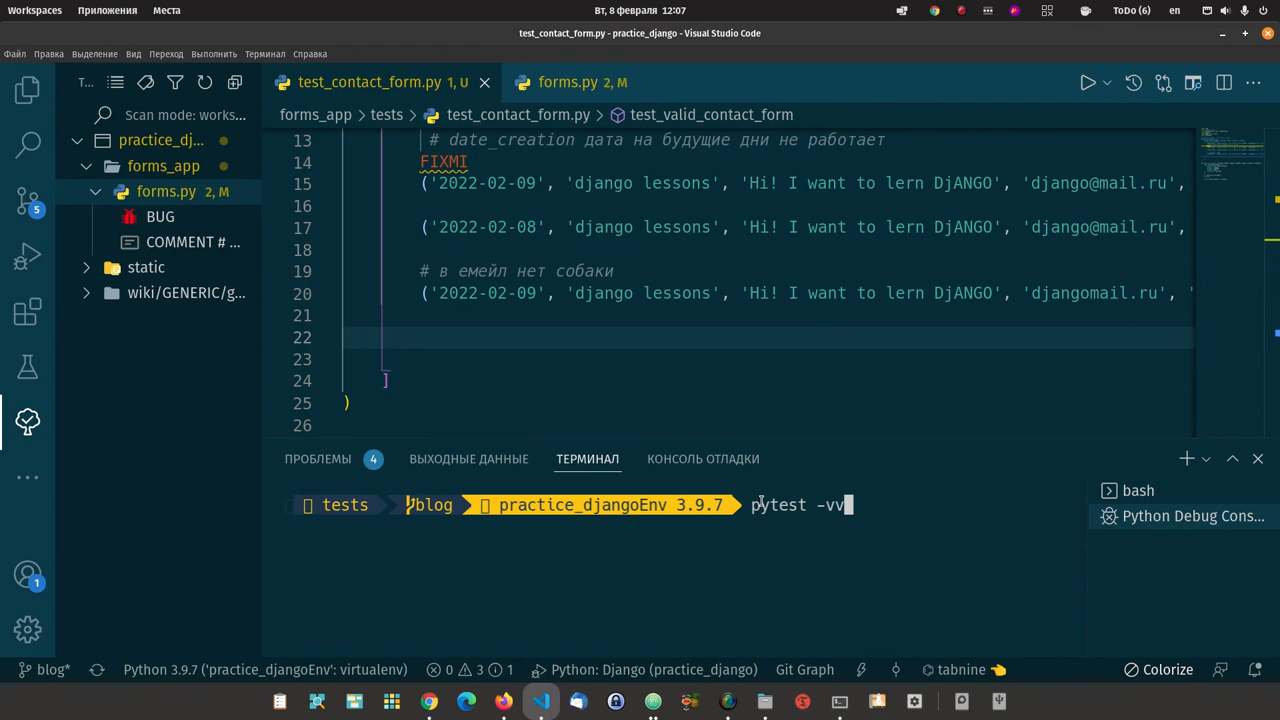 Workspaces Приложения Места Вт, 8 февраля 12:07 ToDo (6) en
test_contact_form.py - practice_django - Visual Studio Code
Файл Правка Выделение Вид Переход Выполнить Терминал Справка
T... test_contact_form.py 1, U forms.py 2, M
Scan mode: works... forms_app > tests > test_contact_form.py > test_valid_contact_form
practice_dj...
forms_app
forms.py 2, M
BUG
COMMENT # ...
static
wiki/GENERIC/g...
13 # date_creation дата на будущие дни не работает
14 FIXMI
15 ('2022-02-09', 'django lessons', 'Hi! I want to lern DjANGO', 'django@mail.ru',
16
17 ('2022-02-08', 'django lessons', 'Hi! I want to lern DjANGO', 'django@mail.ru',
18
19 # в емейл нет собаки
20 ('2022-02-09', 'django lessons', 'Hi! I want to lern DjANGO', 'djangomail.ru', '
21
22
23
24 ]
25 )
26
5
1
ПРОБЛЕМЫ 4 ВЫХОДНЫЕ ДАННЫЕ ТЕРМИНАЛ КОНСОЛЬ ОТЛАДКИ
tests blog practice_djangoEnv 3.9.7 pytest -vv
bash
Python Debug Cons...
blog* Python 3.9.7 ('practice_djangoEnv': virtualenv) 0 3 1 Python: Django (practice_django) Git Graph tabnine Colorize